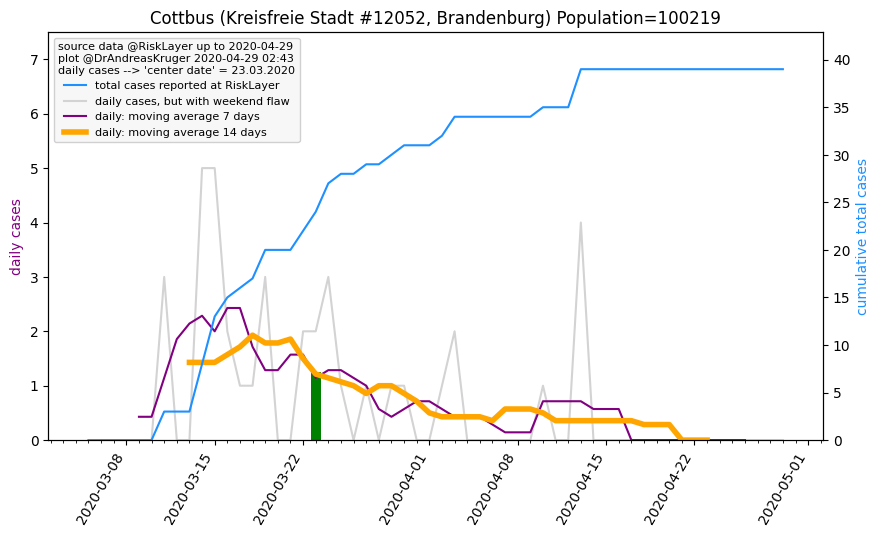 Cottbus (Kreisfreie Stadt #12052, Brandenburg) Population=100219
source data @RiskLayer up to 2020-04-29
plot @DrAndreasKruger 2020-04-29 02:43
daily cases --> 'center date' = 23.03.2020
total cases reported at RiskLayer
daily cases, but with weekend flaw
daily: moving average 7 days
daily: moving average 14 days
daily cases
7
6
5
4
3
2
1
0
cumulative total cases
40
35
30
25
20
15
10
5
0
2020-03-08
2020-03-15
2020-03-22
2020-04-01
2020-04-08
2020-04-15
2020-04-22
2020-05-01